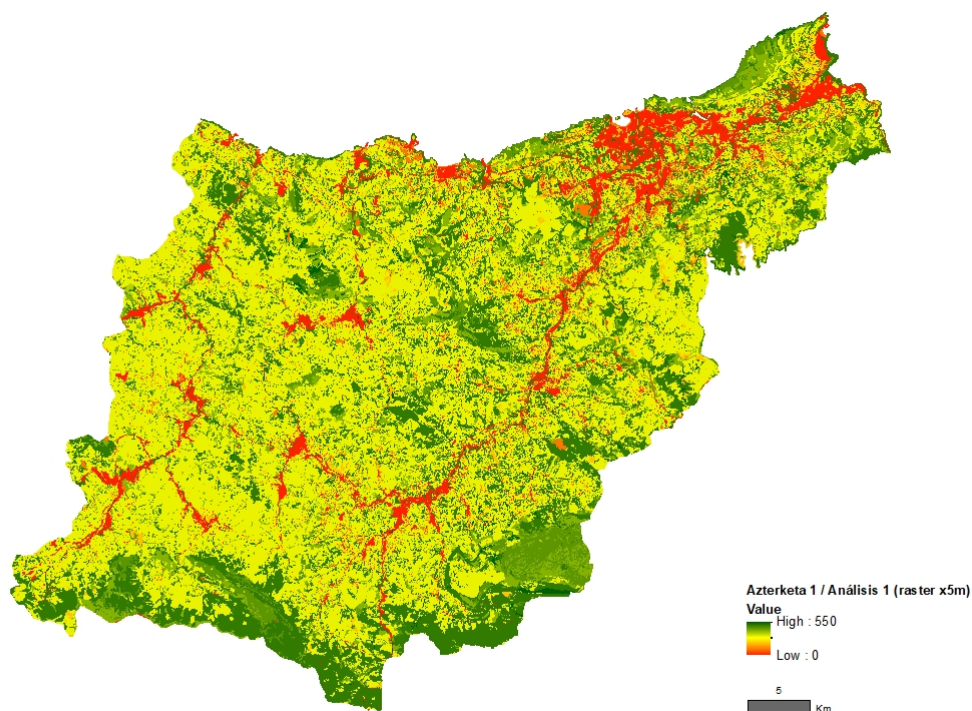 Azterketa 1 / Análisis 1 (raster x5m)
Value
High : 550
Low : 0
5
Km